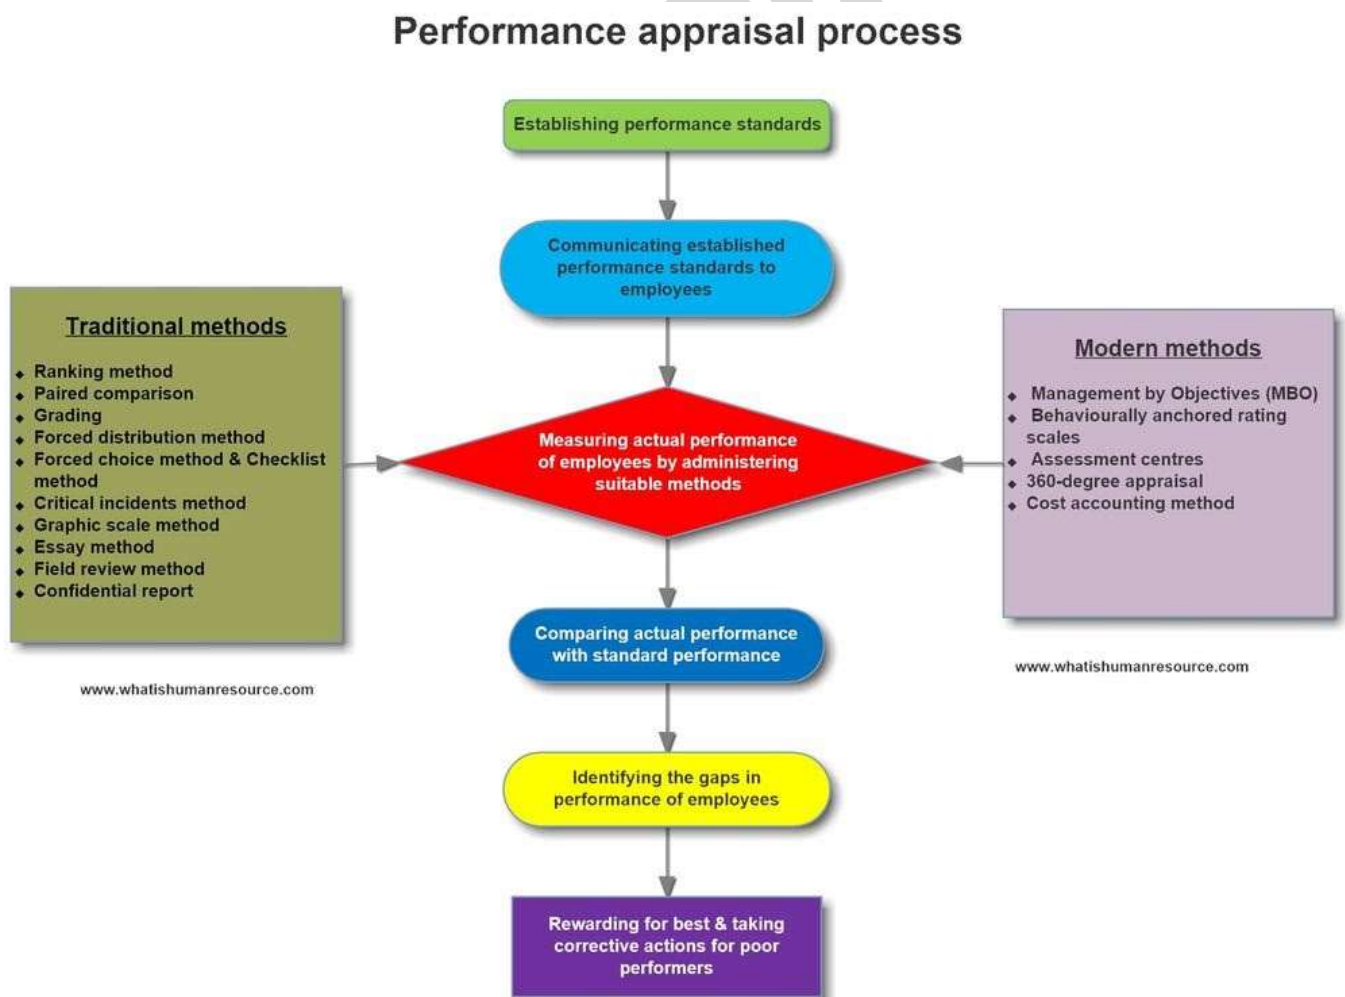 Performance appraisal process
Establishing performance standards
Communicating established
performance standards to
employees
Traditional methods
Ranking method
Paired comparison
Grading
Forced distribution method
Forced choice method & Checklist
method
Critical incidents method
Graphic scale method
Essay method
Field review method
Confidential report
www.whatishumanresource.com
Measuring actual performance
of employees by administering
suitable methods
Modern methods
Management by Objectives (MBO)
Behaviourally anchored rating
scales
Assessment centres
360-degree appraisal
Cost accounting method
www.whatishumanresource.com
Comparing actual performance
with standard performance
Identifying the gaps in
performance of employees
Rewarding for best & taking
corrective actions for poor
performers